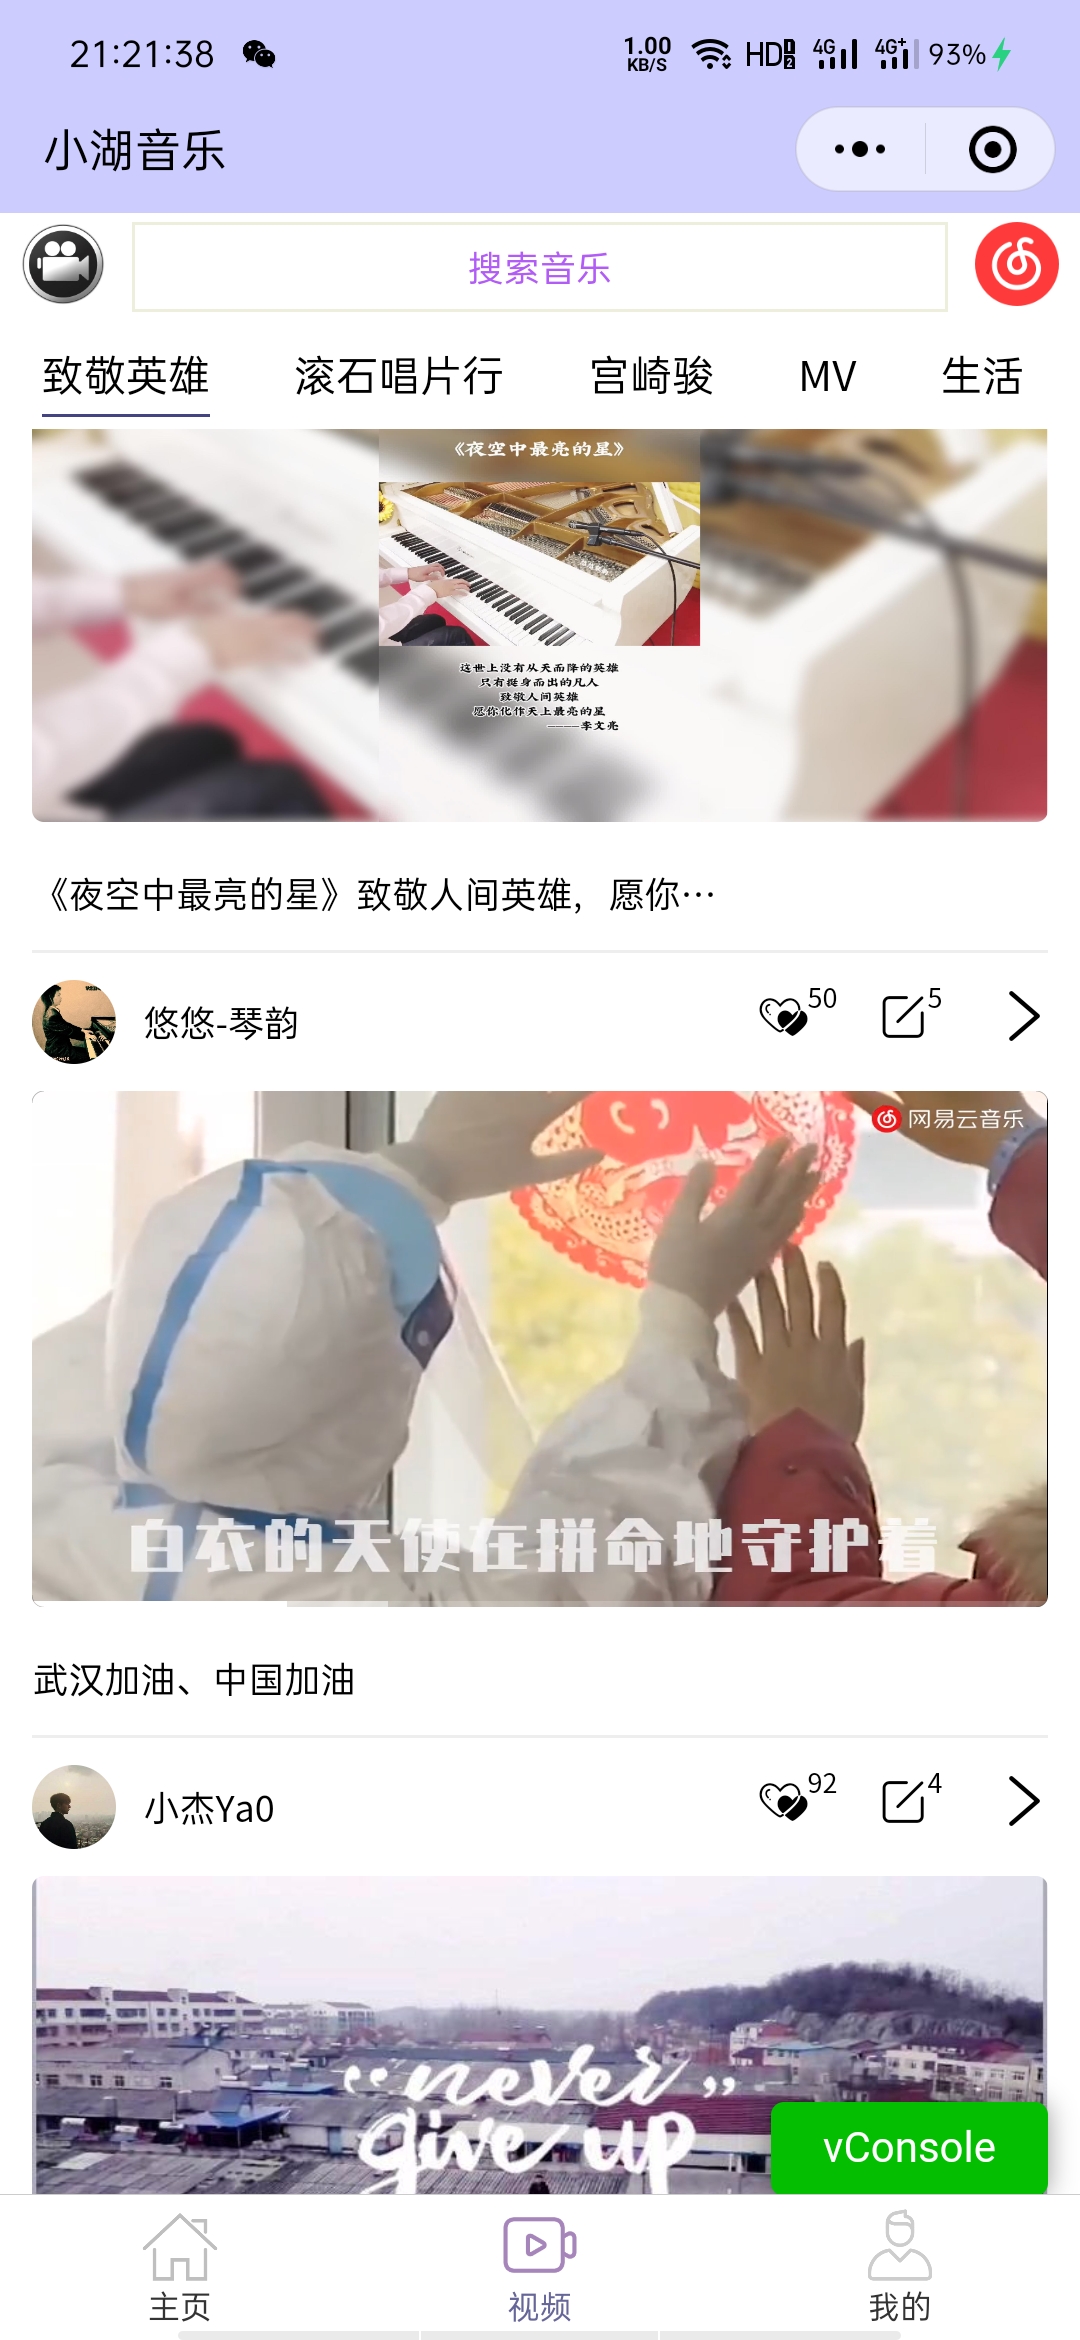 21:21:38
1.00 KB/S
HD 1 2
4G
4G+
93%
小湖音乐
搜索音乐
致敬英雄 滚石唱片行 宫崎骏 MV 生活
《夜空中最亮的星》
这世上没有从天而降的英雄
只有挺身而出的凡人
致敬人间英雄
愿你化作天上最亮的星
——李文亮
《夜空中最亮的星》致敬人间英雄，愿你…
悠悠-琴韵 50 5
网易云音乐
白衣的天使在拼命地守护着
武汉加油、中国加油
小杰Ya0 92 4
“never
give up”
vConsole
主页 视频 我的